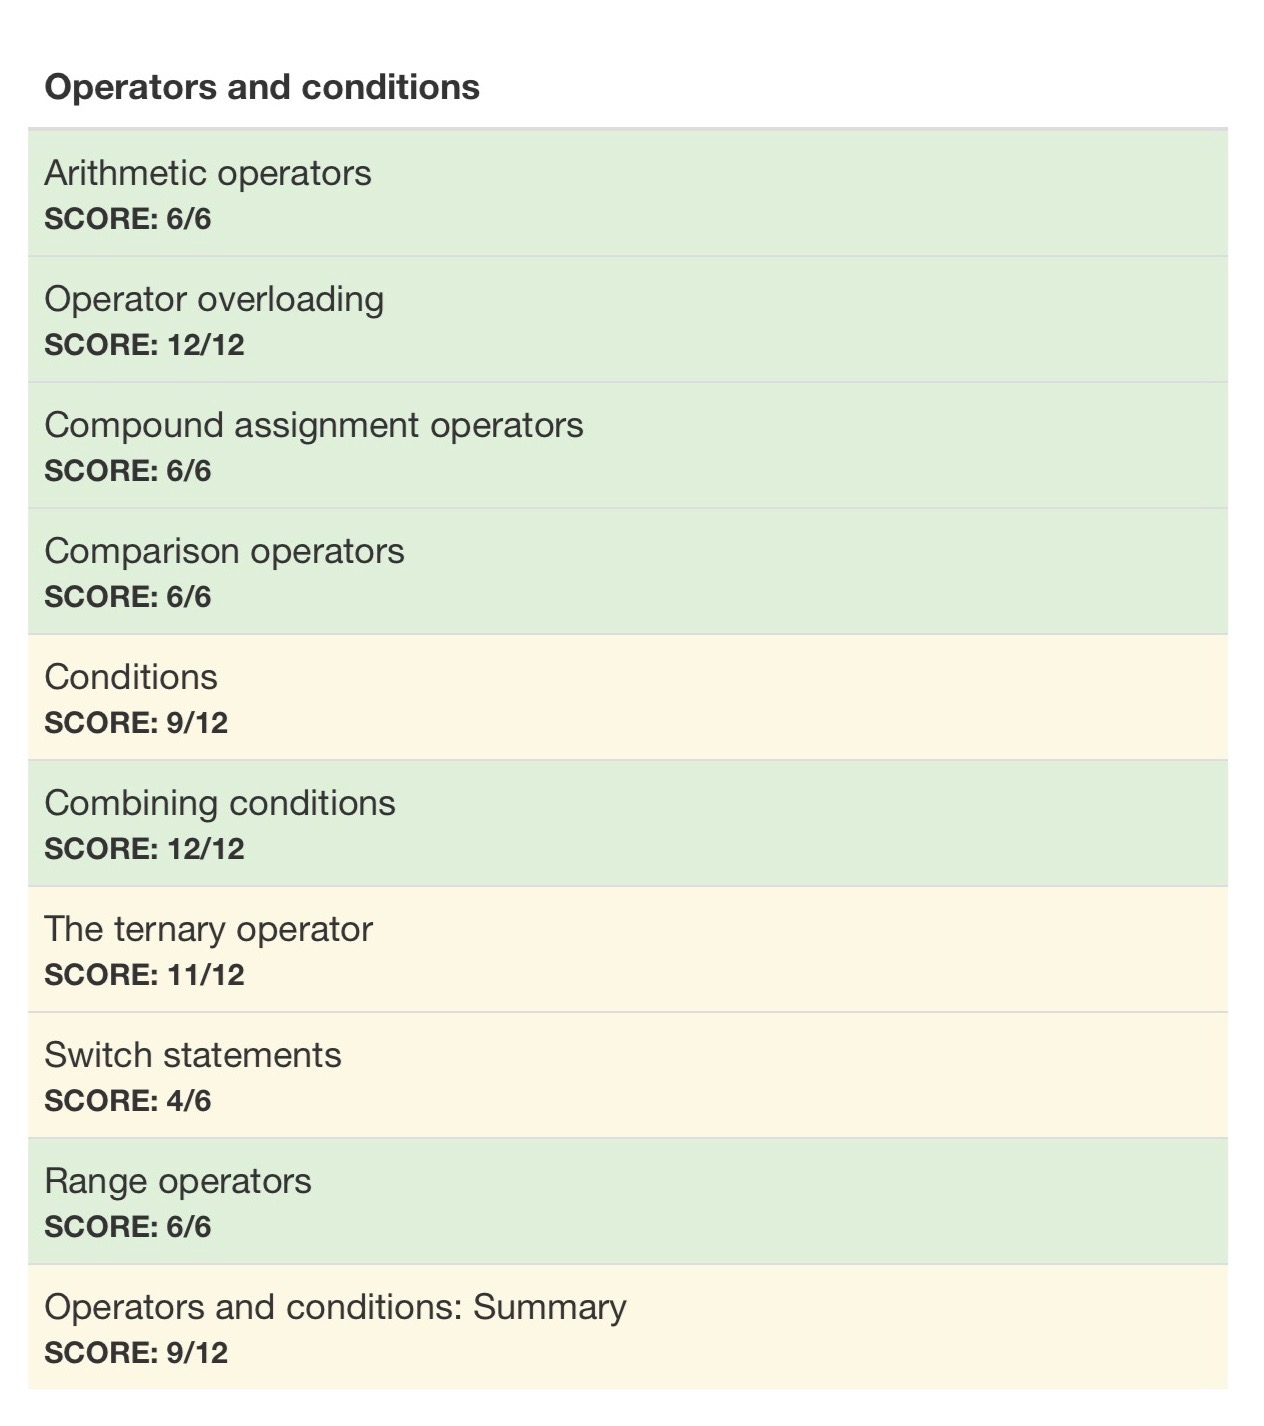 Operators and conditions
Arithmetic operators
SCORE: 6/6
Operator overloading
SCORE: 12/12
Compound assignment operators
SCORE: 6/6
Comparison operators
SCORE: 6/6
Conditions
SCORE: 9/12
Combining conditions
SCORE: 12/12
The ternary operator
SCORE: 11/12
Switch statements
SCORE: 4/6
Range operators
SCORE: 6/6
Operators and conditions: Summary
SCORE: 9/12